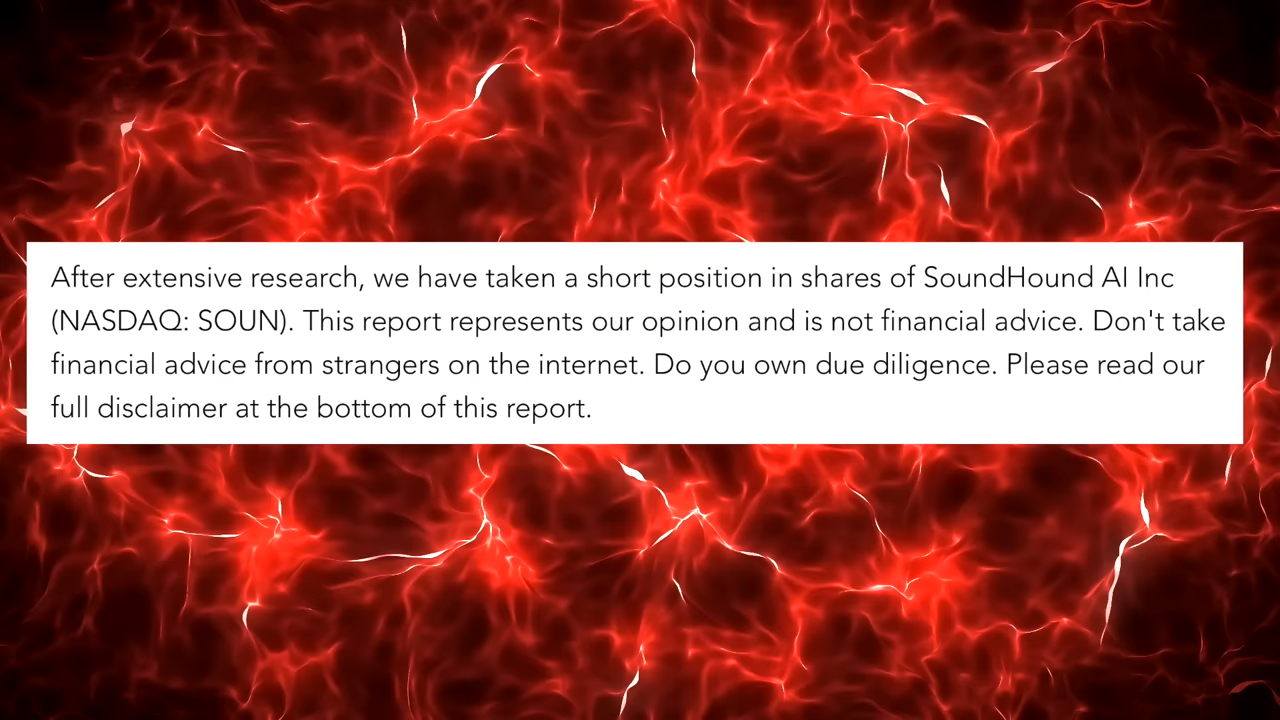 After extensive research, we have taken a short position in shares of SoundHound AI Inc
(NASDAQ: SOUN). This report represents our opinion and is not financial advice. Don't take
financial advice from strangers on the internet. Do you own due diligence. Please read our
full disclaimer at the bottom of this report.